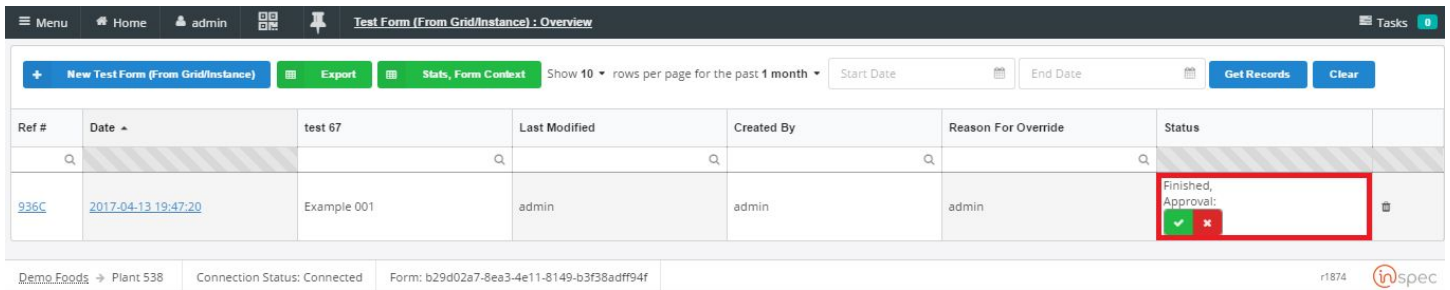 Menu Home admin Test Form (From Grid/Instance) : Overview Tasks 0
New Test Form (From Grid/Instance) Export Stats, Form Context Show 10 rows per page for the past 1 month Start Date End Date Get Records Clear
Ref # Date test 67 Last Modified Created By Reason For Override Status
936C 2017-04-13 19:47:20 Example 001 admin admin admin Finished,
Approval:
Demo Foods → Plant 538 Connection Status: Connected Form: b29d02a7-8ea3-4e11-8149-b3f38adff94f r1874 inspec